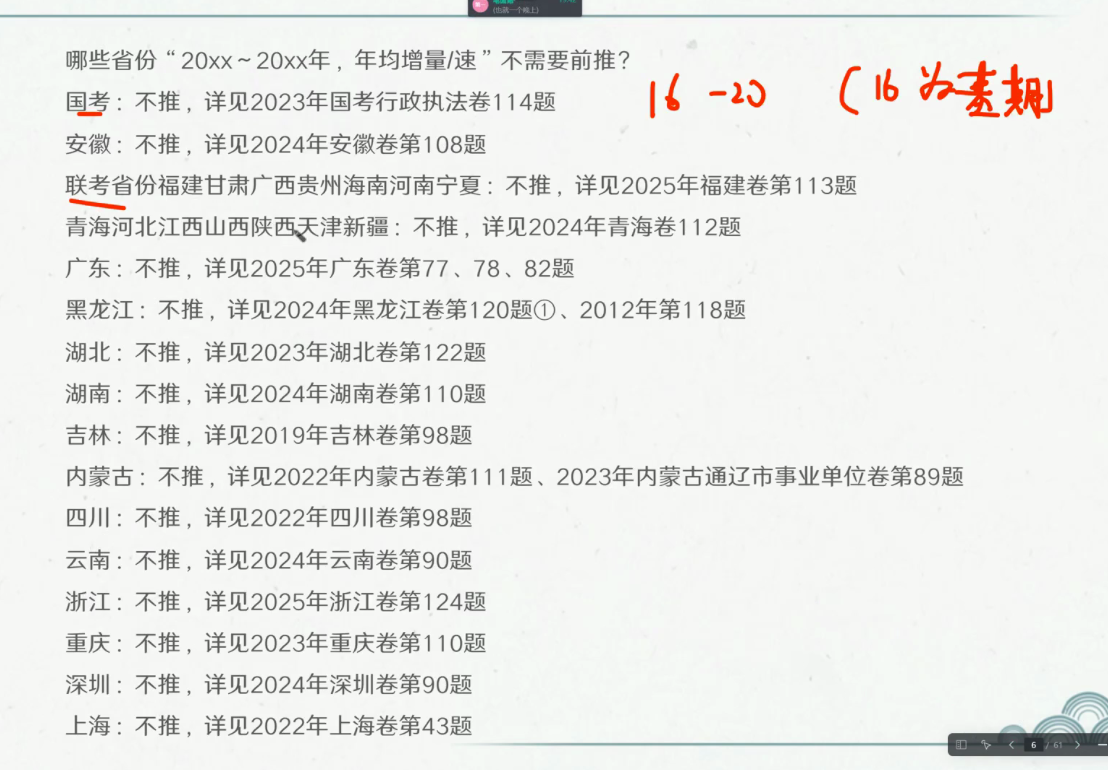 (也就一个晚上)
哪些省份“20xx～20xx年，年均增量/速”不需要前推？
国考：不推，详见2023年国考行政执法卷114题
16-20 （16为基期）
安徽：不推，详见2024年安徽卷第108题
联考省份福建甘肃广西贵州海南河南宁夏：不推，详见2025年福建卷第113题
青海河北江西山西陕西天津新疆：不推，详见2024年青海卷112题
广东：不推，详见2025年广东卷第77、78、82题
黑龙江：不推，详见2024年黑龙江卷第120题①、2012年第118题
湖北：不推，详见2023年湖北卷第122题
湖南：不推，详见2024年湖南卷第110题
吉林：不推，详见2019年吉林卷第98题
内蒙古：不推，详见2022年内蒙古卷第111题、2023年内蒙古通辽市事业单位卷第89题
四川：不推，详见2022年四川卷第98题
云南：不推，详见2024年云南卷第90题
浙江：不推，详见2025年浙江卷第124题
重庆：不推，详见2023年重庆卷第110题
深圳：不推，详见2024年深圳卷第90题
上海：不推，详见2022年上海卷第43题
6 / 61